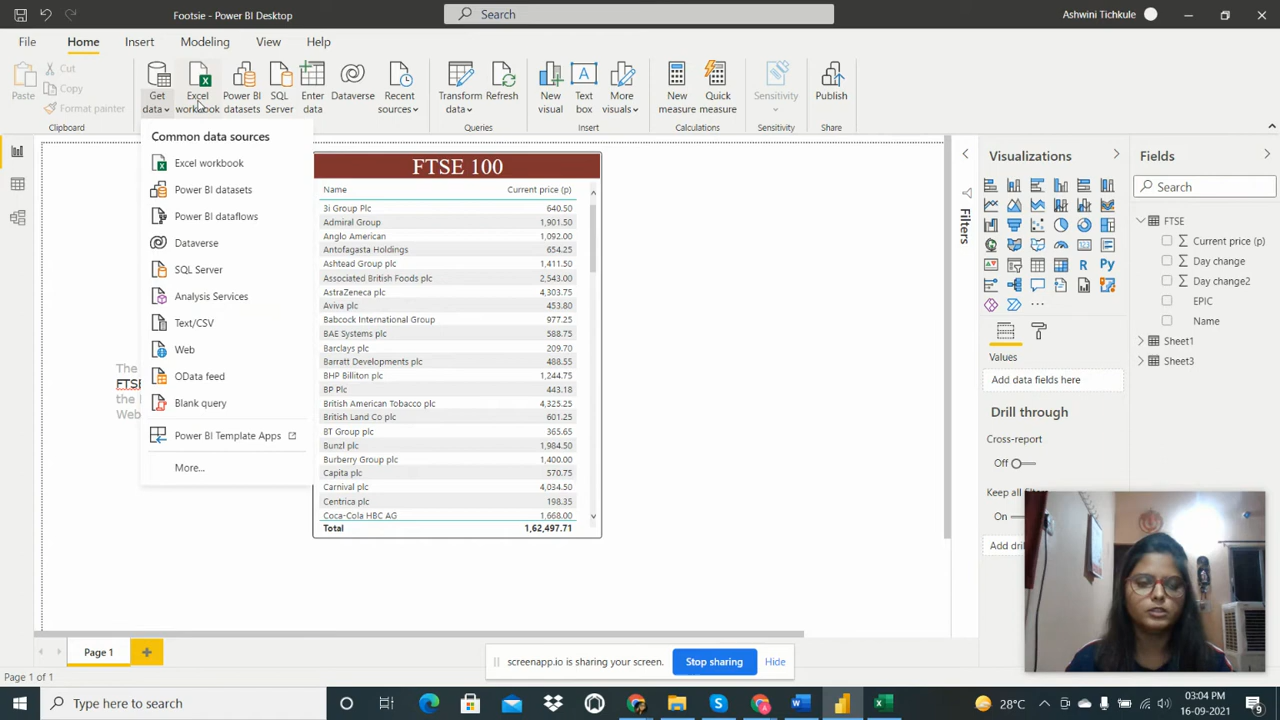 Footsie - Power BI Desktop
Search
Ashwini Tichkule
File
Home
Insert
Modeling
View
Help
Paste
Cut
Copy
Format painter
Clipboard
Get data
Excel workbook
Power BI datasets
SQL Server
Enter data
Dataverse
Recent sources
Transform data
Refresh
Queries
New visual
Text box
More visuals
Insert
New measure
Quick measure
Calculations
Sensitivity
Sensitivity
Publish
Share
Common data sources
Excel workbook
Power BI datasets
Power BI dataflows
Dataverse
SQL Server
Analysis Services
Text/CSV
Web
OData feed
Blank query
Power BI Template Apps
More...
The
FTSE
the
Web
FTSE 100
Name Current price (p)
3i Group Plc 640.50
Admiral Group 1,901.50
Anglo American 1,092.00
Antofagasta Holdings 654.25
Ashtead Group plc 1,411.50
Associated British Foods plc 2,543.00
AstraZeneca plc 4,303.75
Aviva plc 453.80
Babcock International Group 977.25
BAE Systems plc 588.75
Barclays plc 209.70
Barratt Developments plc 488.55
BHP Billiton plc 1,244.75
BP Plc 443.18
British American Tobacco plc 4,325.25
British Land Co plc 601.25
BT Group plc 365.65
Bunzl plc 1,984.50
Burberry Group plc 1,400.00
Capita plc 570.75
Carnival plc 4,034.50
Centrica plc 198.35
Coca-Cola HBC AG 1,668.00
Total 1,62,497.71
Filters
Visualizations
R
Py
Values
Add data fields here
Drill through
Cross-report
Off
Keep all filte
On
Add dri
Fields
Search
FTSE
Current price (p)
Day change
Day change2
EPIC
Name
Sheet1
Sheet3
Page 1
Page 1 of 1
screenapp.io is sharing your screen.
Stop sharing
Hide
Type here to search
28°C
03:04 PM
16-09-2021
9